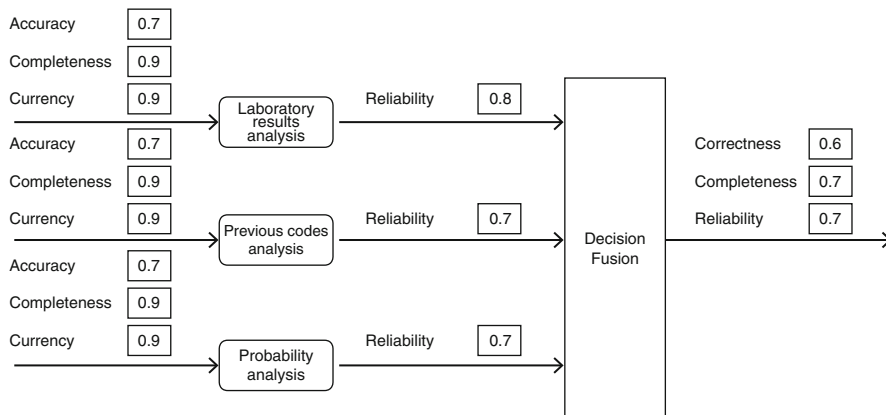 Accuracy 0.7
Completeness 0.9
Currency 0.9
Laboratory
results
analysis
Reliability 0.8
Accuracy 0.7
Completeness 0.9
Currency 0.9
Previous codes
analysis
Reliability 0.7
Accuracy 0.7
Completeness 0.9
Currency 0.9
Probability
analysis
Reliability 0.7
Decision
Fusion
Correctness 0.6
Completeness 0.7
Reliability 0.7